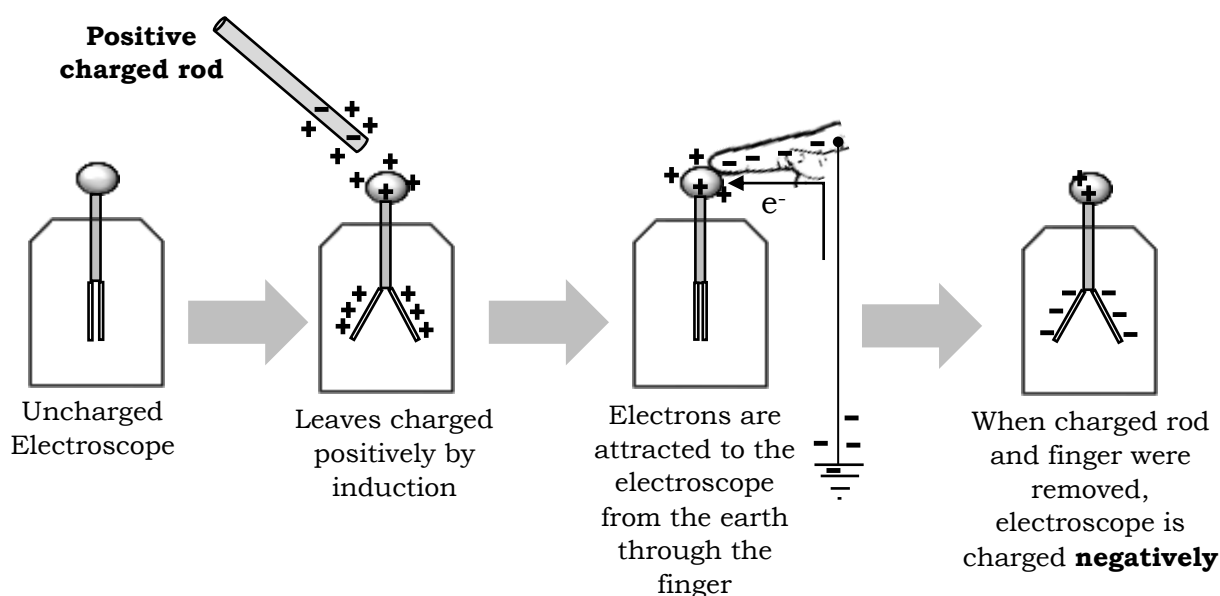 Positive
charged rod
e-
Uncharged
Electroscope
Leaves charged
positively by
induction
Electrons are
attracted to the
electroscope
from the earth
through the
finger
When charged rod
and finger were
removed,
electroscope is
charged negatively